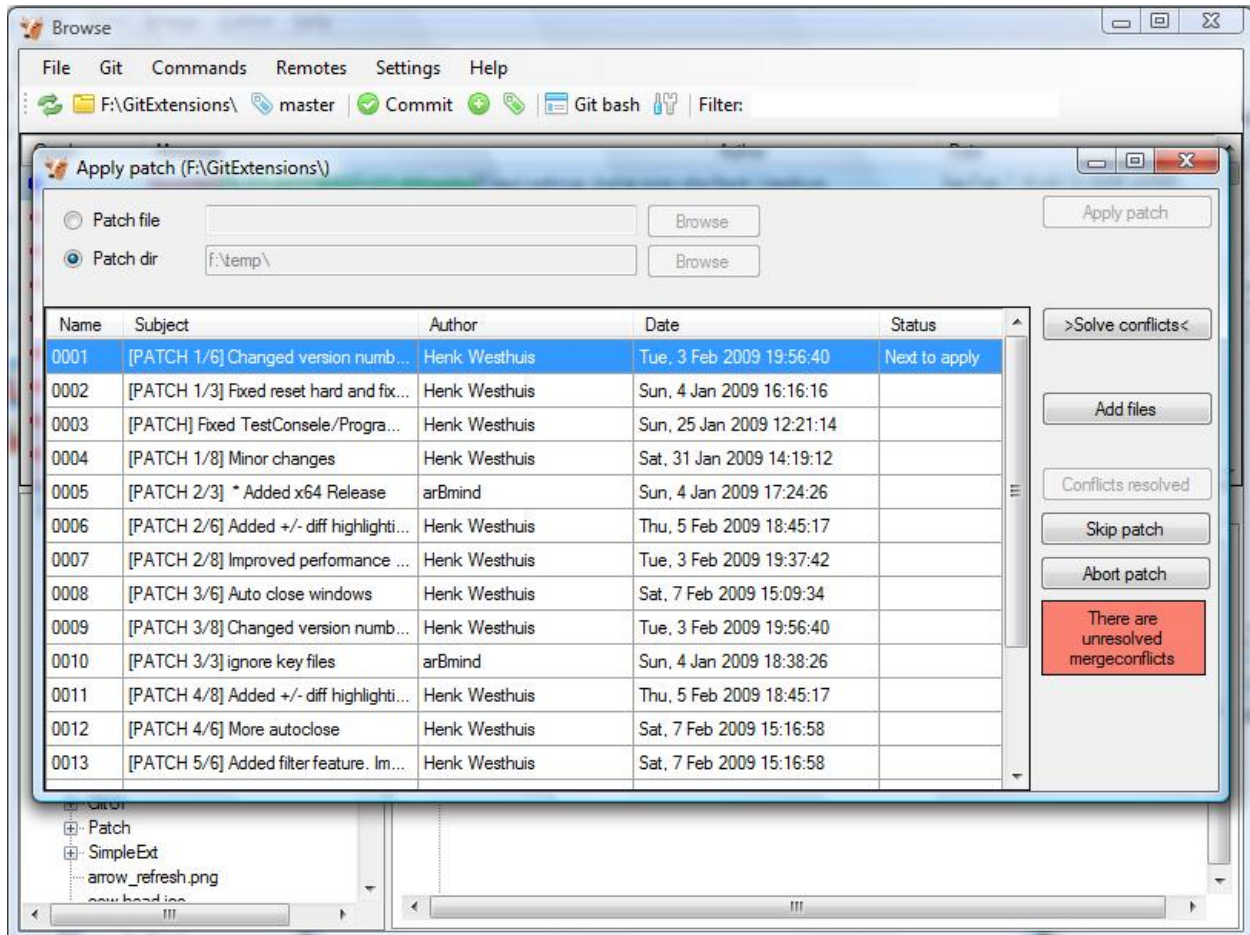 Browse
File Git Commands Remotes Settings Help
F:\GitExtensions\ master Commit Git bash Filter:
Apply patch (F:\GitExtensions\)
Patch file Browse Apply patch
Patch dir f:\temp\ Browse
Name Subject Author Date Status >Solve conflicts<
0001 [PATCH 1/6] Changed version numb... Henk Westhuis Tue, 3 Feb 2009 19:56:40 Next to apply
0002 [PATCH 1/3] Fixed reset hard and fix... Henk Westhuis Sun, 4 Jan 2009 16:16:16
0003 [PATCH] Fixed TestConsele/Progra... Henk Westhuis Sun, 25 Jan 2009 12:21:14 Add files
0004 [PATCH 1/8] Minor changes Henk Westhuis Sat, 31 Jan 2009 14:19:12
0005 [PATCH 2/3] * Added x64 Release arBmind Sun, 4 Jan 2009 17:24:26 Conflicts resolved
0006 [PATCH 2/6] Added +/- diff highlighti... Henk Westhuis Thu, 5 Feb 2009 18:45:17 Skip patch
0007 [PATCH 2/8] Improved performance ... Henk Westhuis Tue, 3 Feb 2009 19:37:42 Abort patch
0008 [PATCH 3/6] Auto close windows Henk Westhuis Sat, 7 Feb 2009 15:09:34
0009 [PATCH 3/8] Changed version numb... Henk Westhuis Tue, 3 Feb 2009 19:56:40
0010 [PATCH 3/3] ignore key files arBmind Sun, 4 Jan 2009 18:38:26
0011 [PATCH 4/8] Added +/- diff highlighti... Henk Westhuis Thu, 5 Feb 2009 18:45:17
0012 [PATCH 4/6] More autoclose Henk Westhuis Sat, 7 Feb 2009 15:16:58
0013 [PATCH 5/6] Added filter feature. Im... Henk Westhuis Sat, 7 Feb 2009 15:16:58
There are
unresolved
mergeconflicts
Patch
SimpleExt
arrow_refresh.png